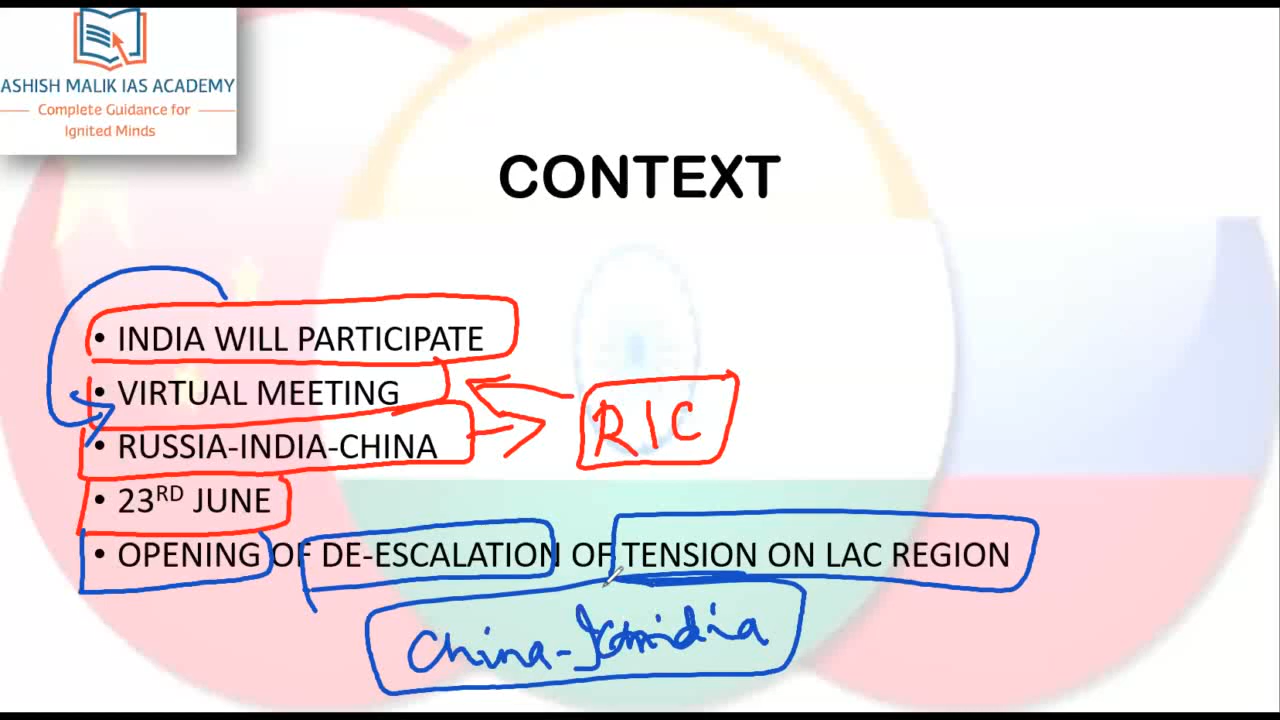 ASHISH MALIK IAS ACADEMY
Complete Guidance for
Ignited Minds
CONTEXT
• INDIA WILL PARTICIPATE
• VIRTUAL MEETING
• RUSSIA-INDIA-CHINA
RIC
• 23RD JUNE
• OPENING OF DE-ESCALATION OF TENSION ON LAC REGION
China-